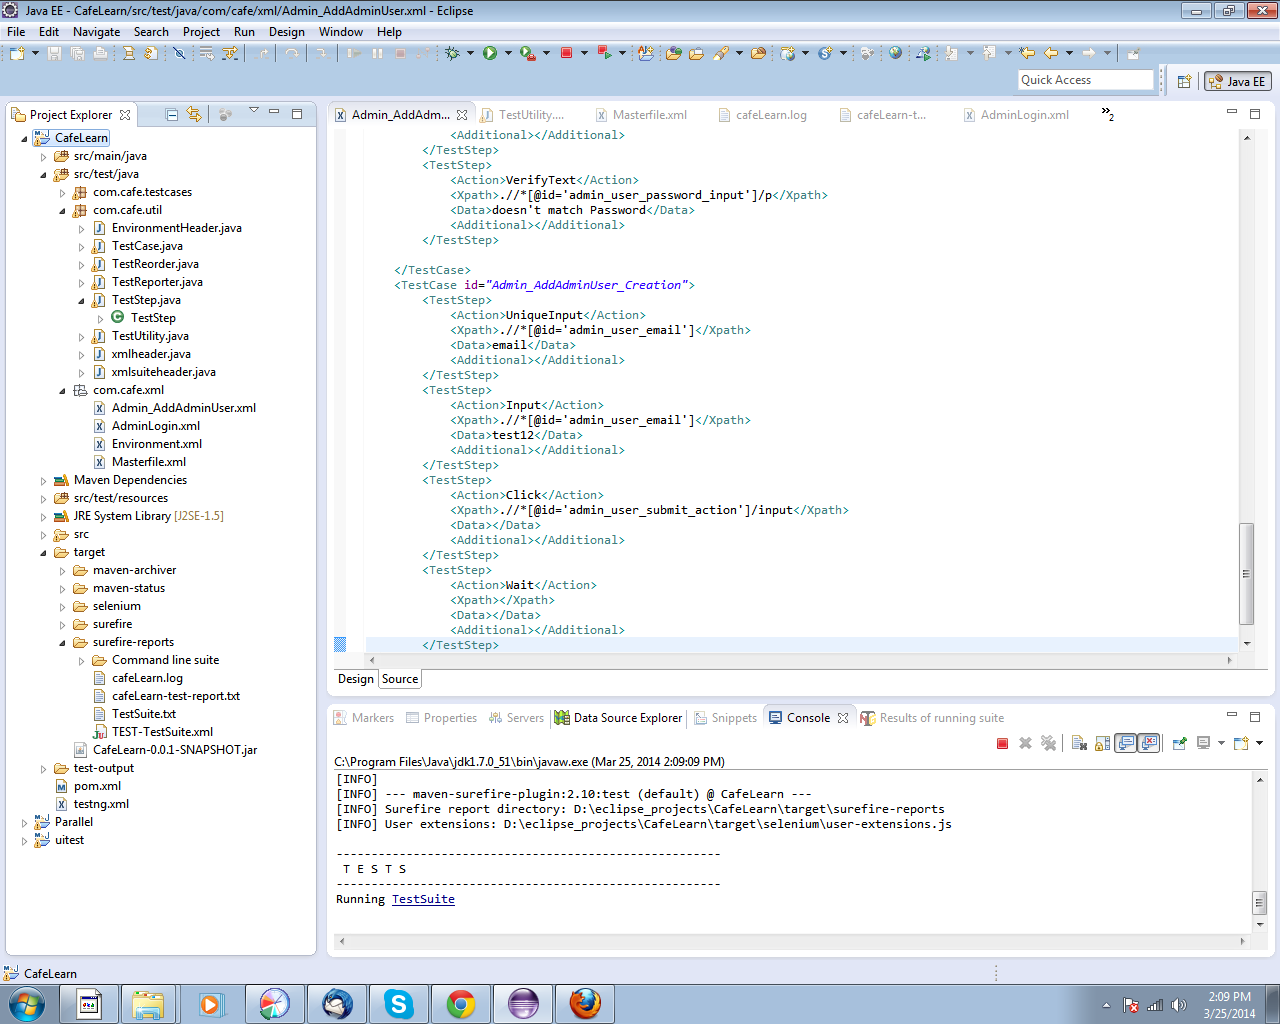 Java EE - CafeLearn/src/test/java/com/cafe/xml/Admin_AddAdminUser.xml - Eclipse
File Edit Navigate Search Project Run Design Window Help
Quick Access
Java EE
Project Explorer
CafeLearn
src/main/java
src/test/java
com.cafe.testcases
com.cafe.util
EnvironmentHeader.java
TestCase.java
TestReorder.java
TestReporter.java
TestStep.java
TestStep
TestUtility.java
xmlheader.java
xmlsuiteheader.java
com.cafe.xml
Admin_AddAdminUser.xml
AdminLogin.xml
Environment.xml
Masterfile.xml
Maven Dependencies
src/test/resources
JRE System Library [J2SE-1.5]
src
target
maven-archiver
maven-status
selenium
surefire
surefire-reports
Command line suite
cafeLearn.log
cafeLearn-test-report.txt
TestSuite.txt
TEST-TestSuite.xml
CafeLearn-0.0.1-SNAPSHOT.jar
test-output
pom.xml
testng.xml
Parallel
uitest
Admin_AddAdm... TestUtility.... Masterfile.xml cafeLearn.log cafeLearn-t... AdminLogin.xml »2
<Additional></Additional>
</TestStep>
<TestStep>
<Action>VerifyText</Action>
<Xpath>.//*[@id='admin_user_password_input']/p</Xpath>
<Data>doesn't match Password</Data>
<Additional></Additional>
</TestStep>
</TestCase>
<TestCase id="Admin_AddAdminUser_Creation">
<TestStep>
<Action>UniqueInput</Action>
<Xpath>.//*[@id='admin_user_email']</Xpath>
<Data>email</Data>
<Additional></Additional>
</TestStep>
<TestStep>
<Action>Input</Action>
<Xpath>.//*[@id='admin_user_email']</Xpath>
<Data>test12</Data>
<Additional></Additional>
</TestStep>
<TestStep>
<Action>Click</Action>
<Xpath>.//*[@id='admin_user_submit_action']/input</Xpath>
<Data></Data>
<Additional></Additional>
</TestStep>
<TestStep>
<Action>Wait</Action>
<Xpath></Xpath>
<Data></Data>
<Additional></Additional>
</TestStep>
Design Source
Markers Properties Servers Data Source Explorer Snippets Console Results of running suite
C:\Program Files\Java\jdk1.7.0_51\bin\javaw.exe (Mar 25, 2014 2:09:09 PM)
[INFO]
[INFO] --- maven-surefire-plugin:2.10:test (default) @ CafeLearn ---
[INFO] Surefire report directory: D:\eclipse_projects\CafeLearn\target\surefire-reports
[INFO] User extensions: D:\eclipse_projects\CafeLearn\target\selenium\user-extensions.js
-------------------------------------------------------
T E S T S
-------------------------------------------------------
Running TestSuite
CafeLearn
2:09 PM
3/25/2014